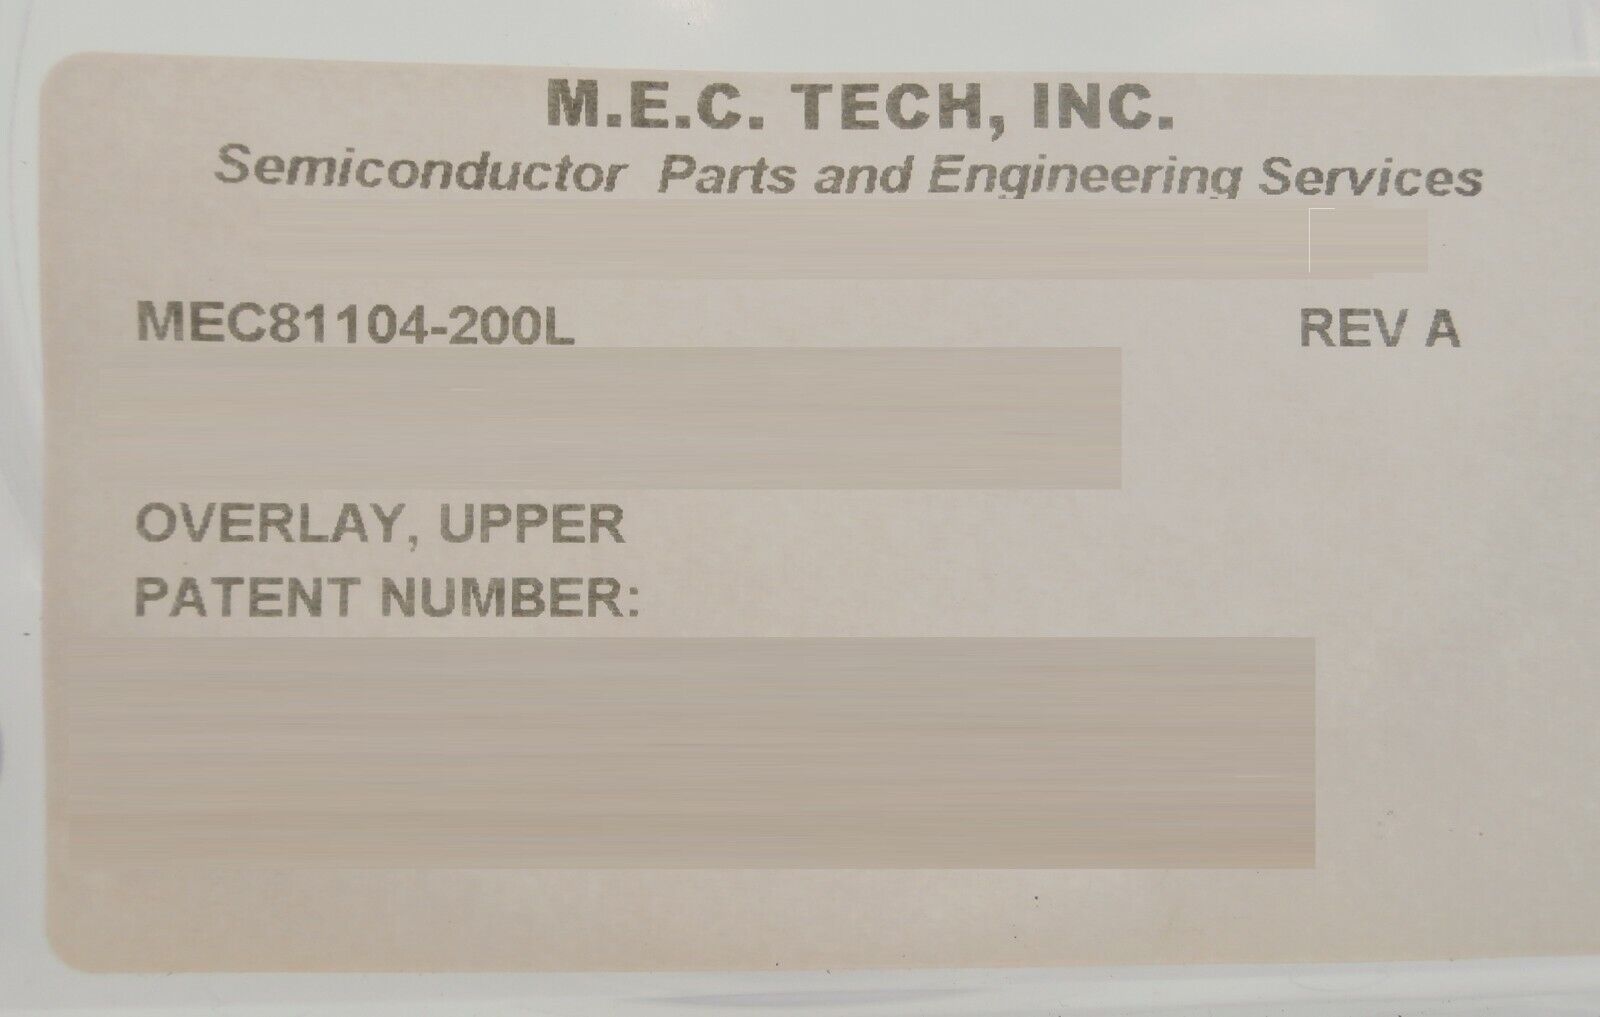 M.E.C. TECH, INC.
Semiconductor Parts and Engineering Services
MEC81104-200L REV A
OVERLAY, UPPER
PATENT NUMBER: